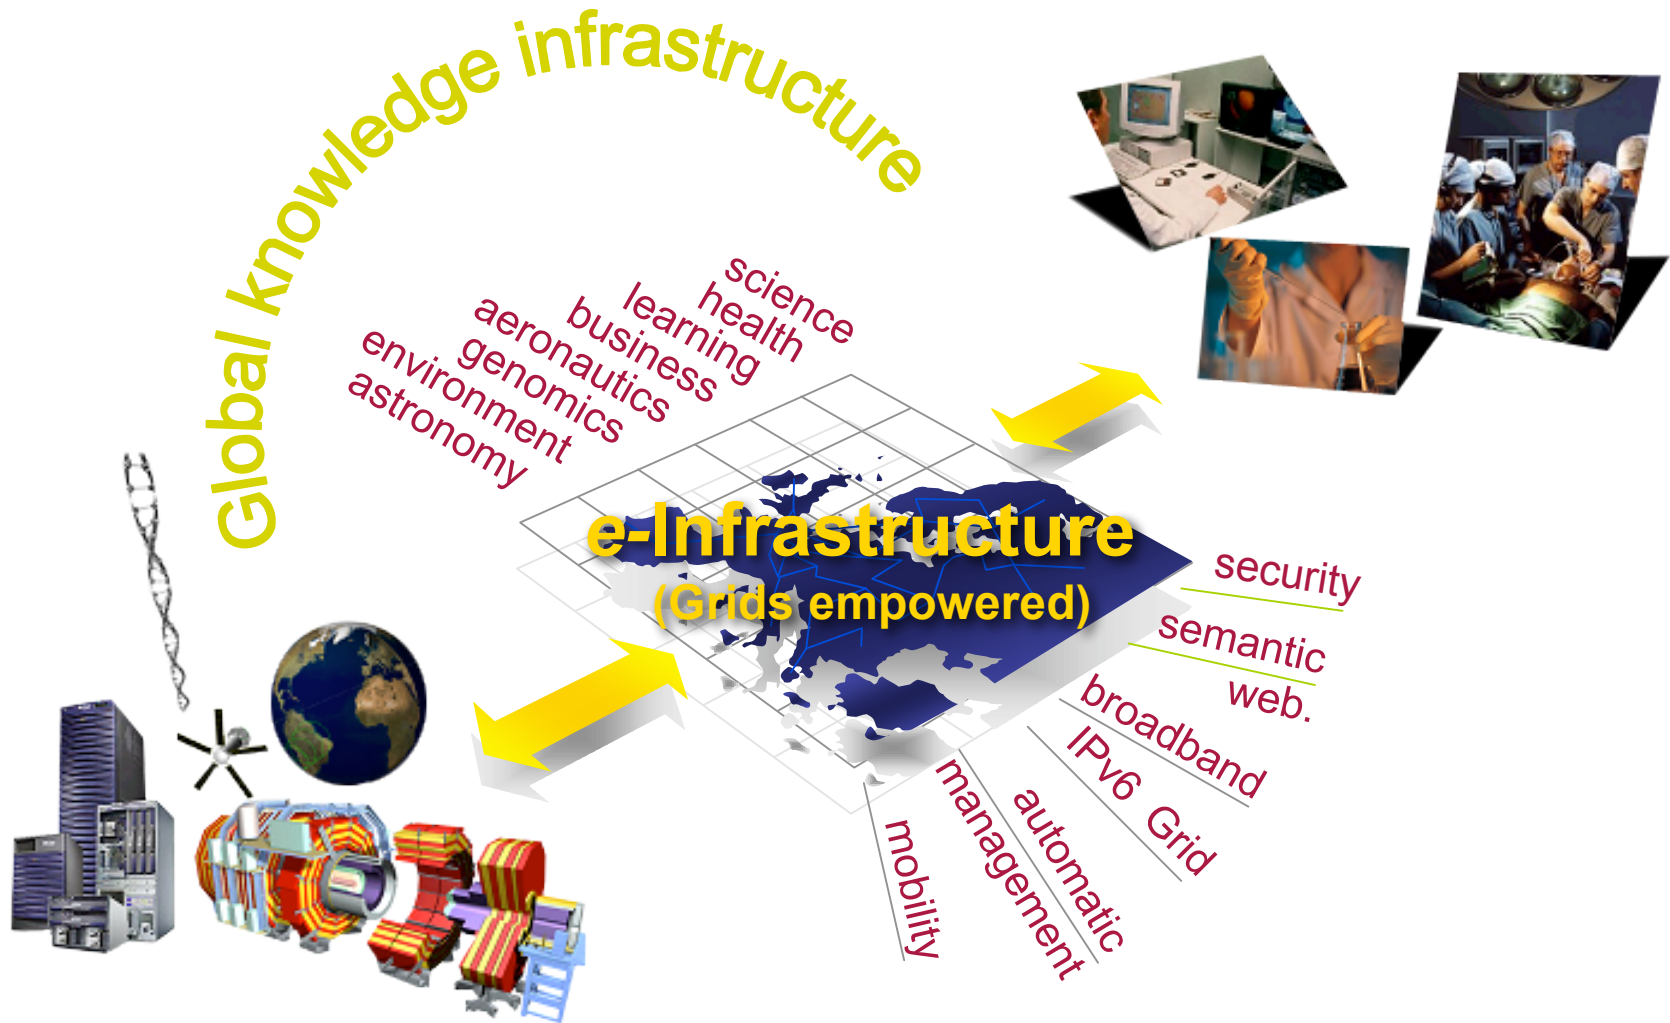 Global knowledge infrastructure
science
health
learning
business
aeronautics
genomics
environment
astronomy
e-Infrastructure
(Grids empowered)
security
semantic
web.
broadband
IPv6 Grid
automatic
management
mobility